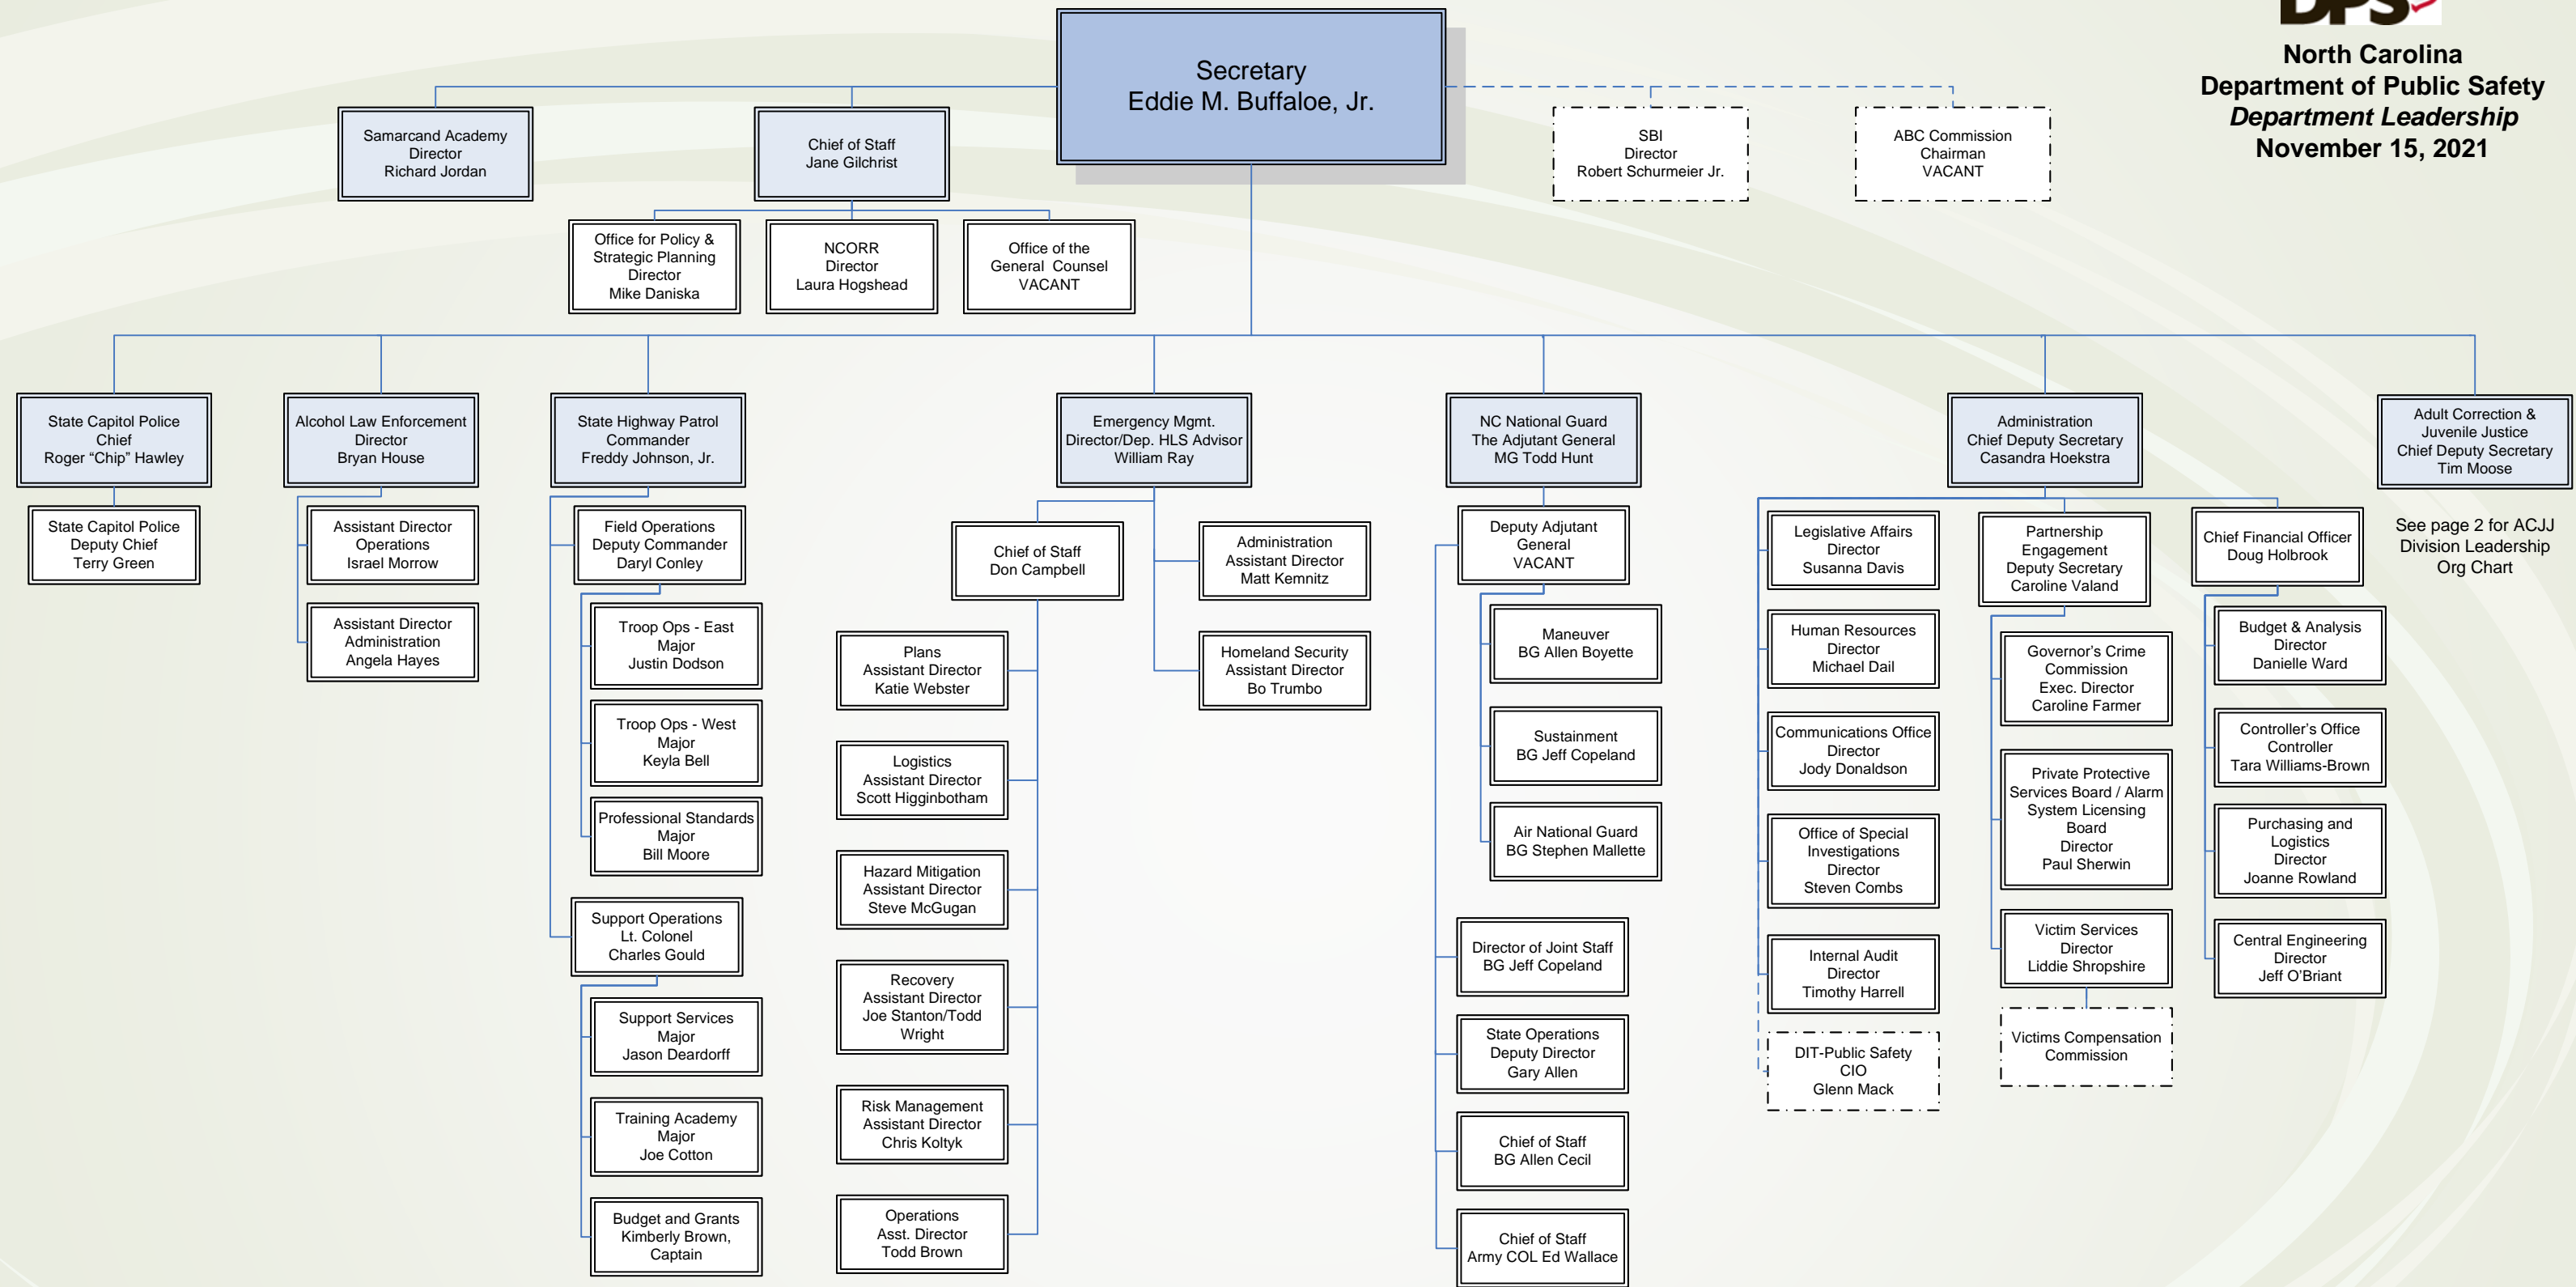 DPS
North Carolina
Department of Public Safety
Department Leadership
November 15, 2021
Secretary
Eddie M. Buffaloe, Jr.
Samarcand Academy
Director
Richard Jordan
Chief of Staff
Jane Gilchrist
SBI
Director
Robert Schurmeier Jr.
ABC Commission
Chairman
VACANT
Office for Policy &
Strategic Planning
Director
Mike Daniska
NCORR
Director
Laura Hogshead
Office of the
General Counsel
VACANT
State Capitol Police
Chief
Roger “Chip” Hawley
State Capitol Police
Deputy Chief
Terry Green
Alcohol Law Enforcement
Director
Bryan House
Assistant Director
Operations
Israel Morrow
Assistant Director
Administration
Angela Hayes
State Highway Patrol
Commander
Freddy Johnson, Jr.
Field Operations
Deputy Commander
Daryl Conley
Troop Ops - East
Major
Justin Dodson
Troop Ops - West
Major
Keyla Bell
Professional Standards
Major
Bill Moore
Support Operations
Lt. Colonel
Charles Gould
Support Services
Major
Jason Deardorff
Training Academy
Major
Joe Cotton
Budget and Grants
Kimberly Brown,
Captain
Emergency Mgmt.
Director/Dep. HLS Advisor
William Ray
Chief of Staff
Don Campbell
Administration
Assistant Director
Matt Kemnitz
Homeland Security
Assistant Director
Bo Trumbo
Plans
Assistant Director
Katie Webster
Logistics
Assistant Director
Scott Higginbotham
Hazard Mitigation
Assistant Director
Steve McGugan
Recovery
Assistant Director
Joe Stanton/Todd
Wright
Risk Management
Assistant Director
Chris Koltyk
Operations
Asst. Director
Todd Brown
NC National Guard
The Adjutant General
MG Todd Hunt
Deputy Adjutant
General
VACANT
Maneuver
BG Allen Boyette
Sustainment
BG Jeff Copeland
Air National Guard
BG Stephen Mallette
Director of Joint Staff
BG Jeff Copeland
State Operations
Deputy Director
Gary Allen
Chief of Staff
BG Allen Cecil
Chief of Staff
Army COL Ed Wallace
Administration
Chief Deputy Secretary
Casandra Hoekstra
Legislative Affairs
Director
Susanna Davis
Human Resources
Director
Michael Dail
Communications Office
Director
Jody Donaldson
Office of Special
Investigations
Director
Steven Combs
Internal Audit
Director
Timothy Harrell
DIT-Public Safety
CIO
Glenn Mack
Partnership
Engagement
Deputy Secretary
Caroline Valand
Governor’s Crime
Commission
Exec. Director
Caroline Farmer
Private Protective
Services Board / Alarm
System Licensing
Board
Director
Paul Sherwin
Victim Services
Director
Liddie Shropshire
Victims Compensation
Commission
Chief Financial Officer
Doug Holbrook
Budget & Analysis
Director
Danielle Ward
Controller’s Office
Controller
Tara Williams-Brown
Purchasing and
Logistics
Director
Joanne Rowland
Central Engineering
Director
Jeff O’Briant
Adult Correction &
Juvenile Justice
Chief Deputy Secretary
Tim Moose
See page 2 for ACJJ
Division Leadership
Org Chart